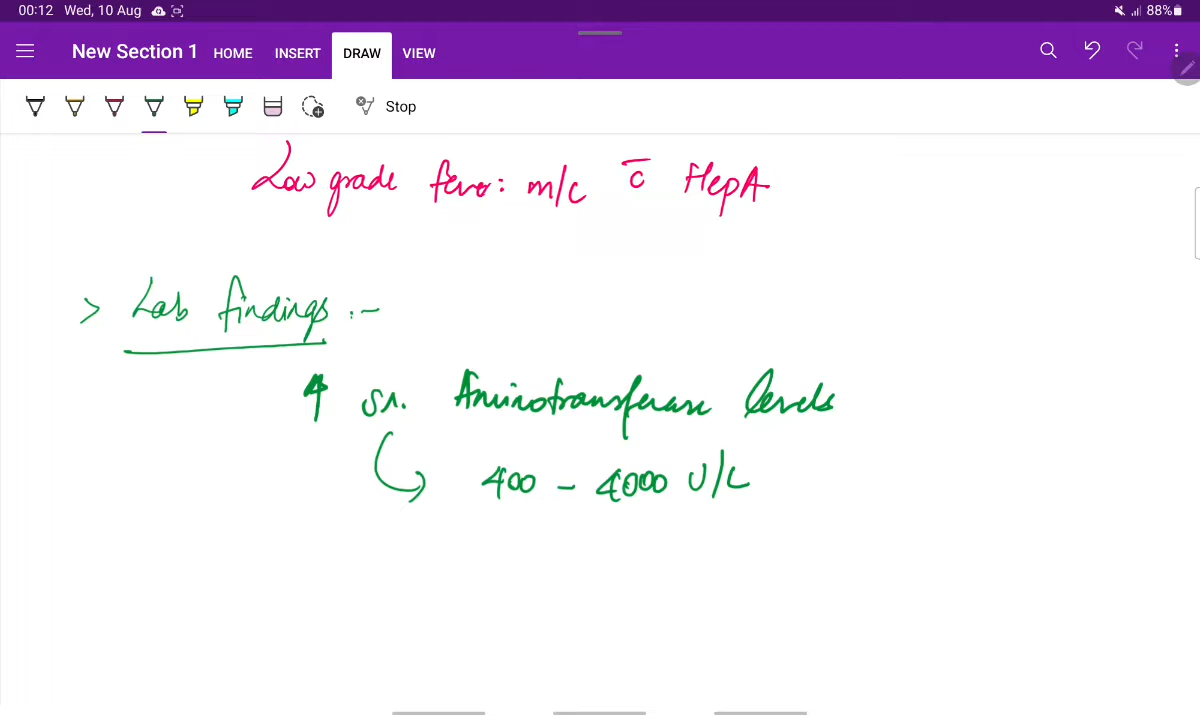 00:12 Wed, 10 Aug 88%
New Section 1 HOME INSERT DRAW VIEW
Stop
Low grade fever: m/c c̄ HepA
> Lab findings :-
↑ Sr. Aminotransferase levels
↳ 400 - 4000 U/L